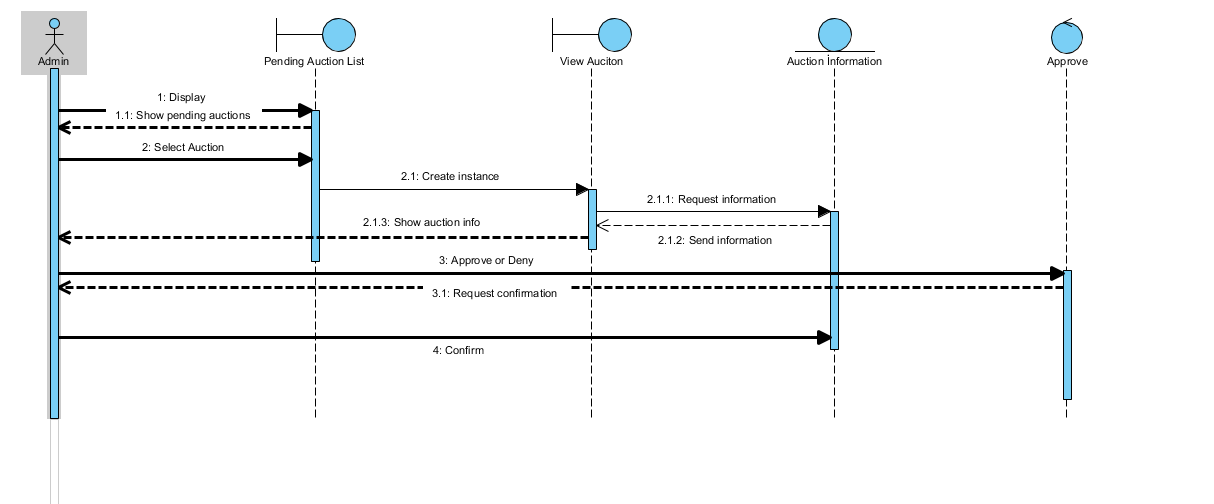 Admin
Pending Auction List
View Auciton
Auction Information
Approve
1: Display
1.1: Show pending auctions
2: Select Auction
2.1: Create instance
2.1.1: Request information
2.1.3: Show auction info
2.1.2: Send information
3: Approve or Deny
3.1: Request confirmation
4: Confirm